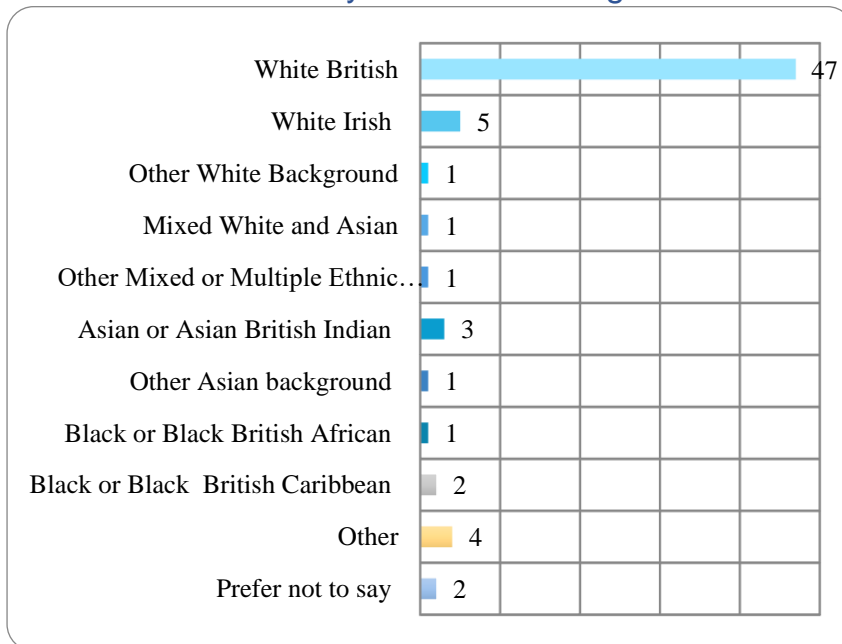 White British 47
White Irish 5
Other White Background 1
Mixed White and Asian 1
Other Mixed or Multiple Ethnic… 1
Asian or Asian British Indian 3
Other Asian background 1
Black or Black British African 1
Black or Black  British Caribbean 2
Other 4
Prefer not to say 2